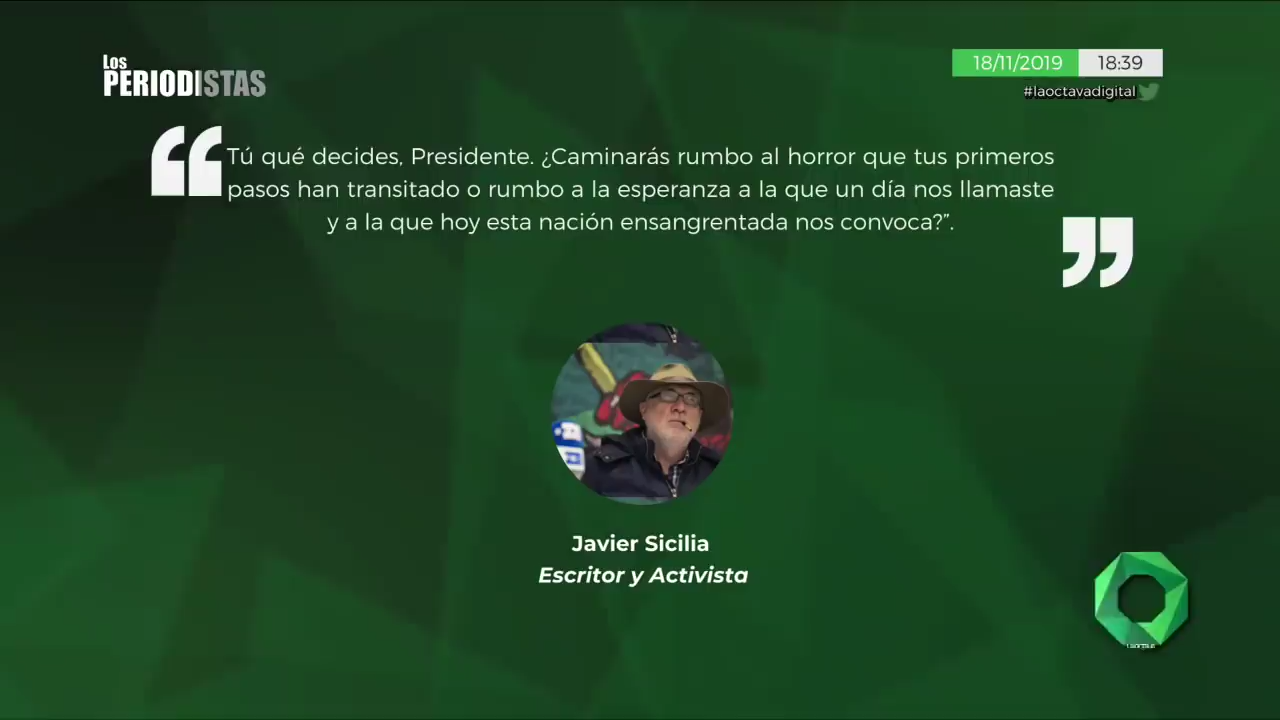 Los
PERIODISTAS
18/11/2019 18:39
#laoctavadigital
“Tú qué decides, Presidente. ¿Caminarás rumbo al horror que tus primeros
pasos han transitado o rumbo a la esperanza a la que un día nos llamaste
y a la que hoy esta nación ensangrentada nos convoca?”.
”
Javier Sicilia
Escritor y Activista